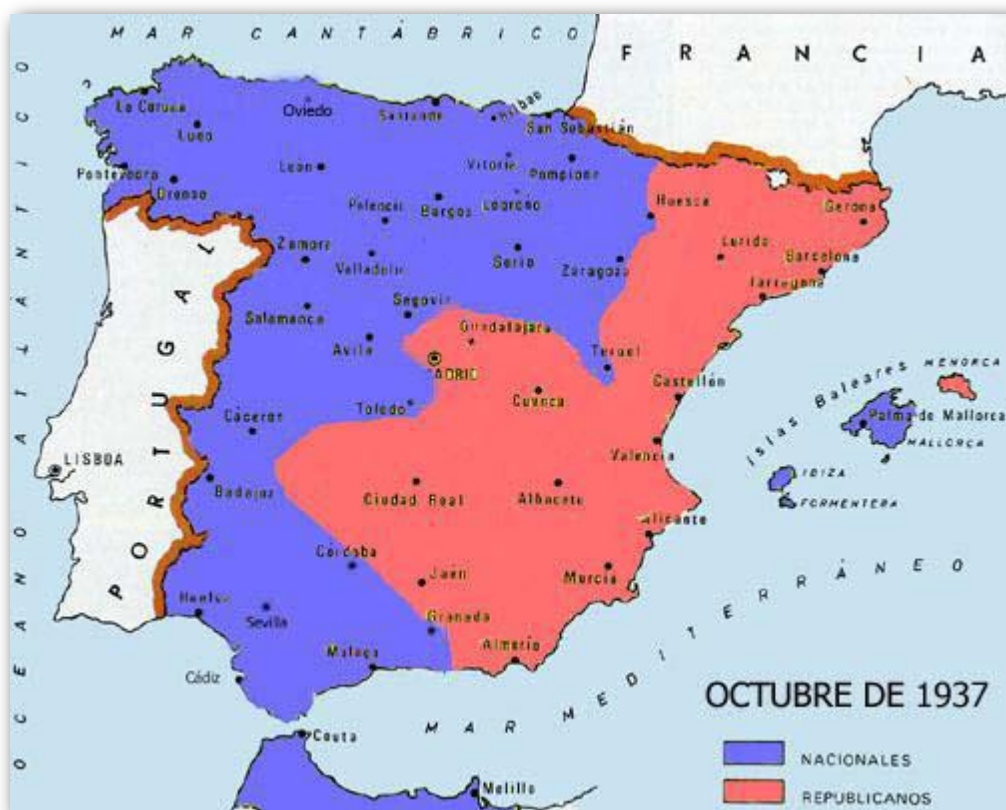 MAR CANTÁBRICO
FRANCIA
OCEANO ATLÁNTICO
La Coruña
Lugo
Oviedo
Santander
Bilbao
San Sebastián
Pontevedra
Orense
León
Vitoria
Pamplona
Palencia
Burgos
Logroño
Huesca
Gerona
Zamora
Valladolid
Soria
Zaragoza
Lerida
Barcelona
Tarragona
PORTUGAL
Salamanca
Segovia
Avila
Guadalajara
ADRID
Teruel
Castellón
Islas Baleares
MENORCA
Cáceres
Toledo
Cuenca
Palma de Mallorca
MALLORCA
LISBOA
Valencia
Badajoz
Ciudad Real
Albacete
IBIZA
FORMENTERA
Alicante
Córdoba
Jaén
Murcia
Huelva
Sevilla
Granada
Málaga
Almería
Cádiz
MAR MEDITERRÁNEO
OCTUBRE DE 1937
Ceuta
Melilla
NACIONALES
REPUBLICANOS